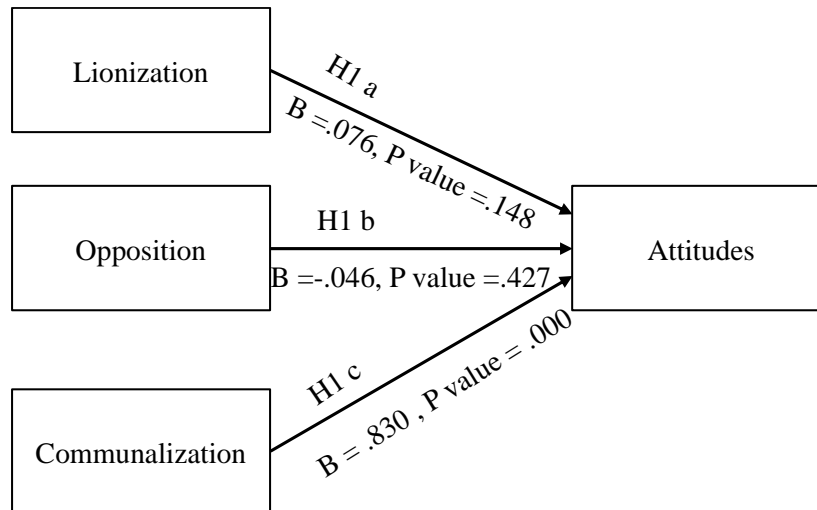 Lionization
H1 a
B =.076, P value =.148
Opposition
H1 b
B =-.046, P value =.427
Attitudes
Communalization
H1 c
B = .830 , P value = .000